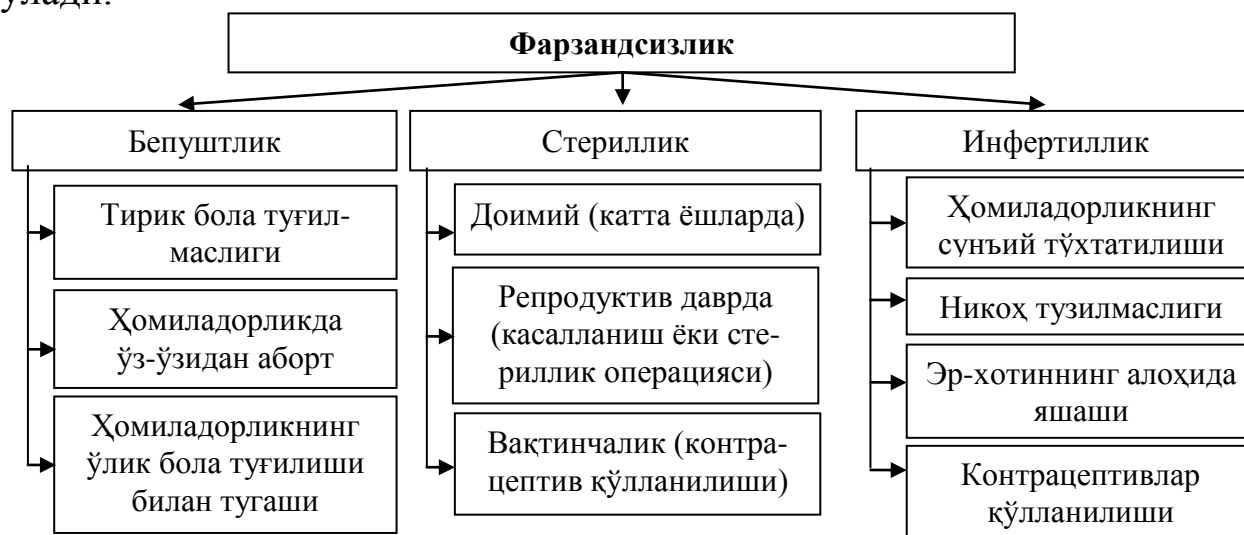 улади.
Фарзандсизлик
Бепуштлик
Тирик бола туғил-
маслиги
Ҳомиладорликда
ўз-ўзидан аборт
Ҳомиладорликнинг
ўлик бола туғилиши
билан тугаши
Стериллик
Доимий (катта ёшларда)
Репродуктив даврда
(касалланиш ёки сте-
риллик операцияси)
Вақтинчалик (контра-
цептив қўлланилиши)
Инфертиллик
Ҳомиладорликнинг
сунъий тўхтатилиши
Никоҳ тузилмаслиги
Эр-хотиннинг алоҳида
яшаши
Контрацептивлар
қўлланилиши